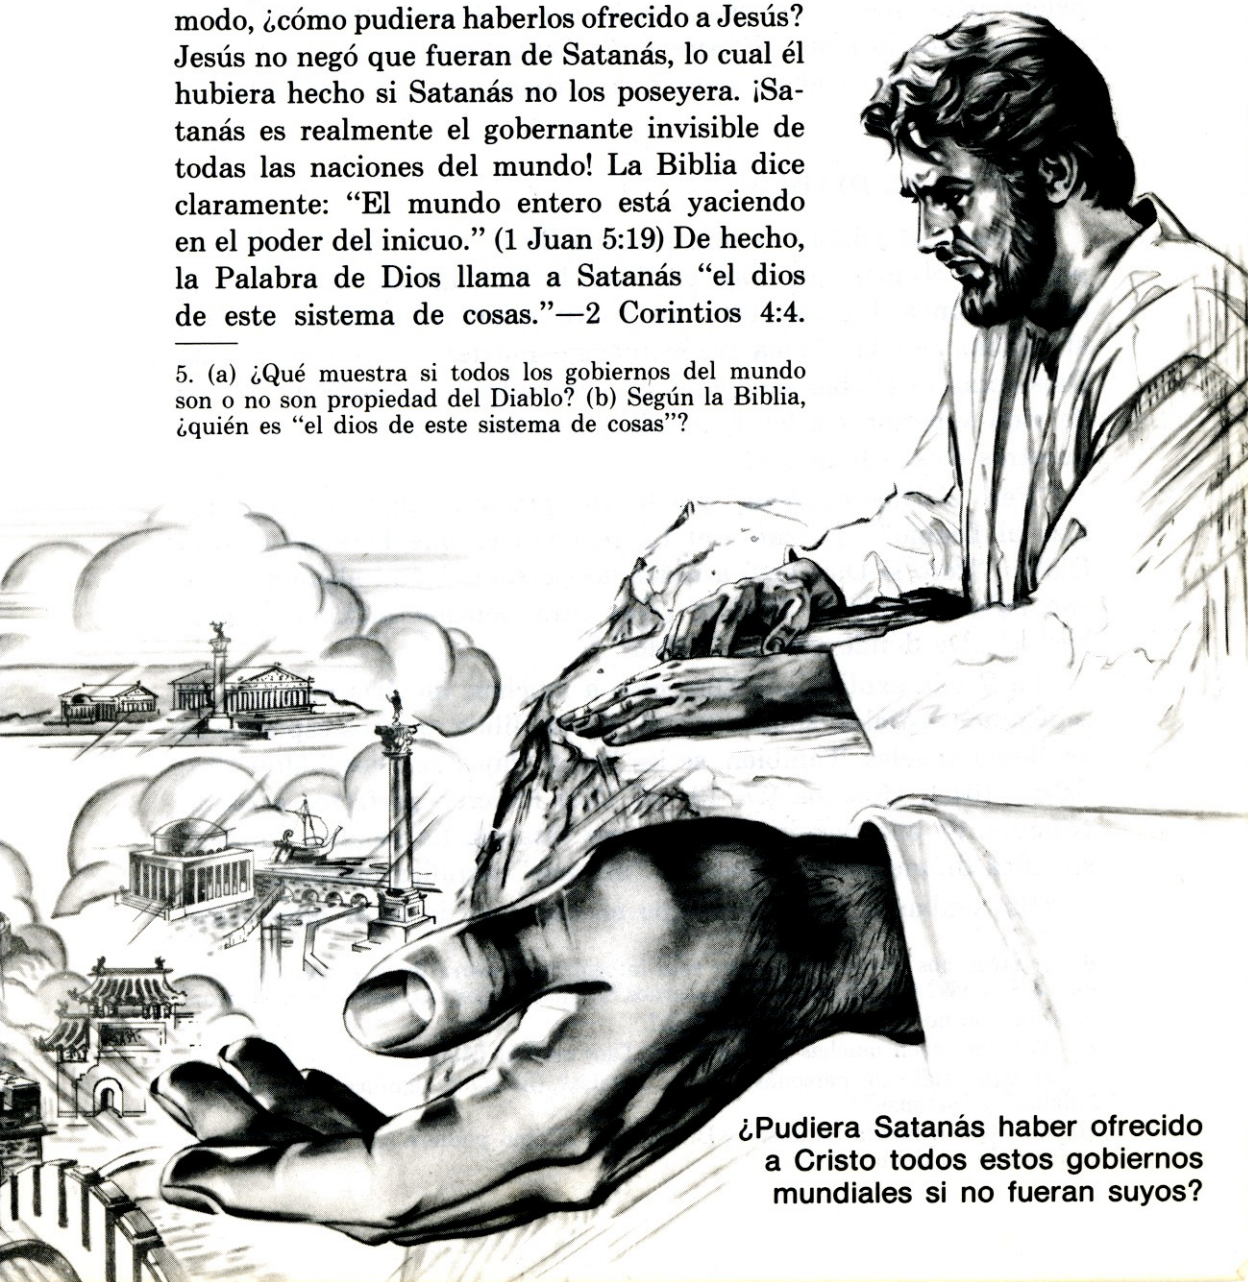 modo, ¿cómo pudiera haberlos ofrecido a Jesús?
Jesús no negó que fueran de Satanás, lo cual él
hubiera hecho si Satanás no los poseyera. ¡Sa-
tanás es realmente el gobernante invisible de
todas las naciones del mundo! La Biblia dice
claramente: “El mundo entero está yaciendo
en el poder del inicuo.” (1 Juan 5:19) De hecho,
la Palabra de Dios llama a Satanás “el dios
de este sistema de cosas.”—2 Corintios 4:4.
5. (a) ¿Qué muestra si todos los gobiernos del mundo
son o no son propiedad del Diablo? (b) Según la Biblia,
¿quién es “el dios de este sistema de cosas”?
¿Pudiera Satanás haber ofrecido
a Cristo todos estos gobiernos
mundiales si no fueran suyos?